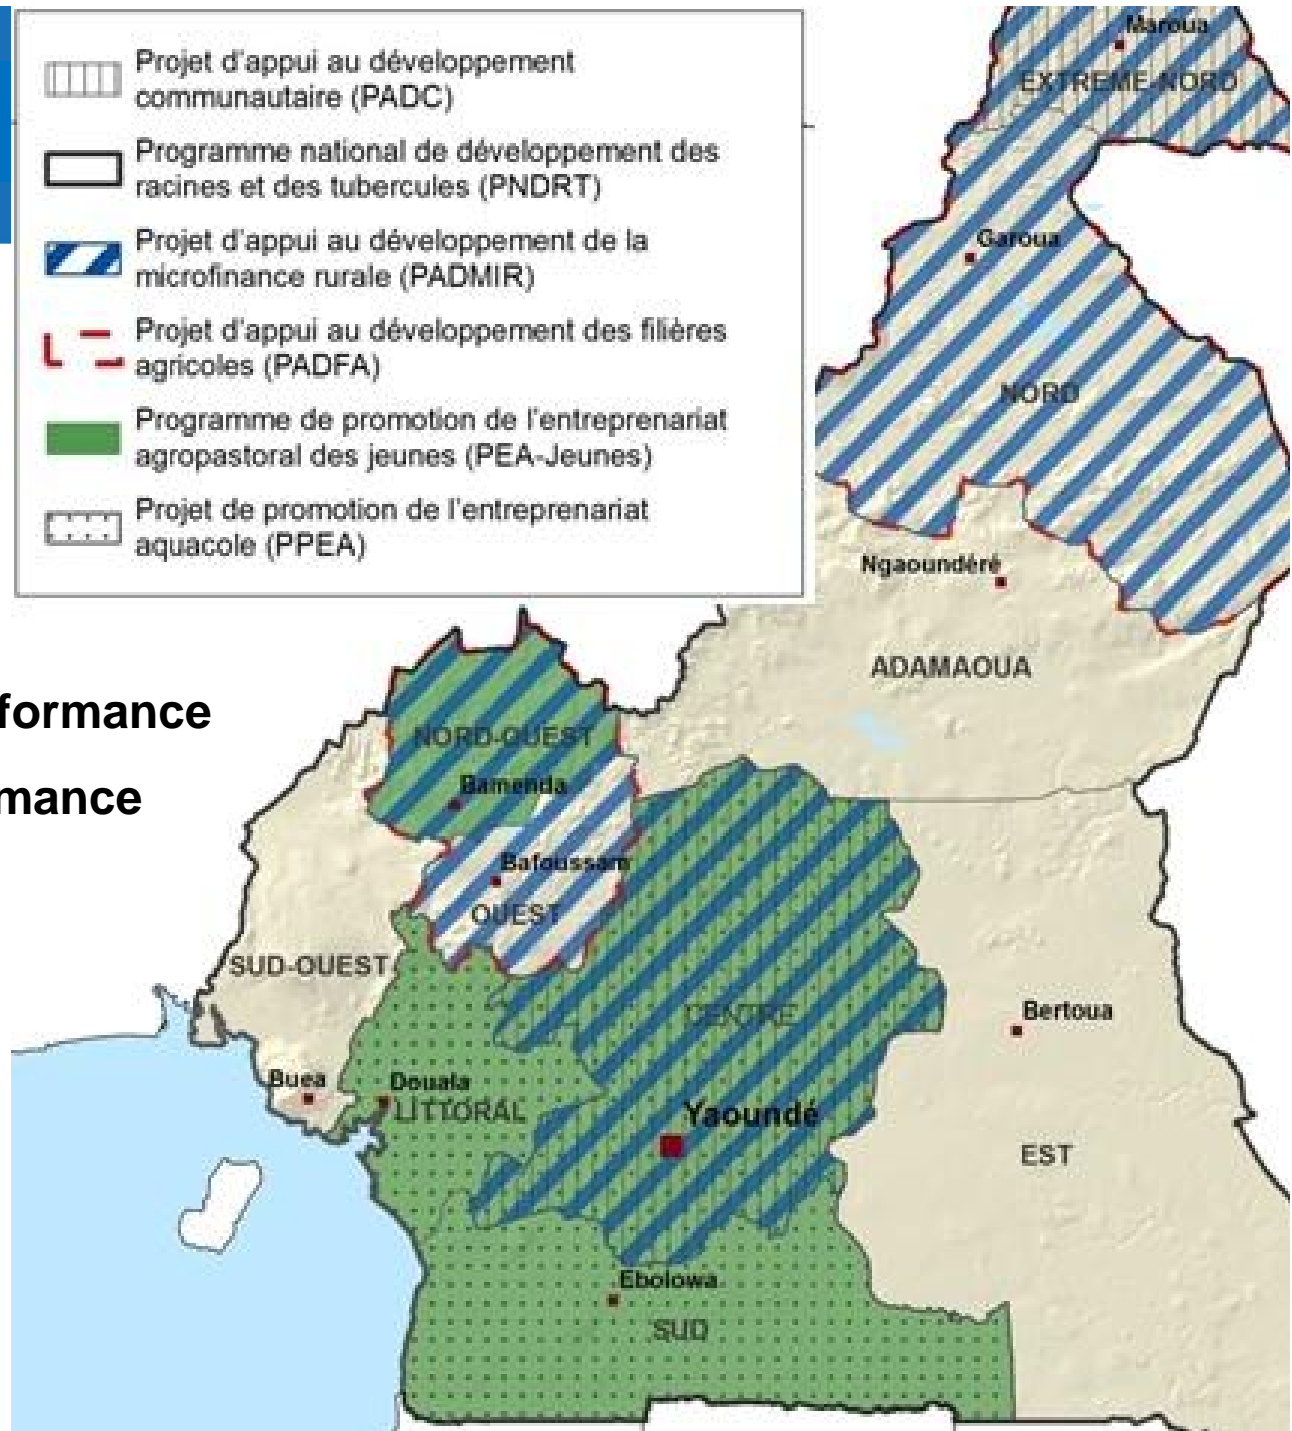 Projet d'appui au développement
communautaire (PADC)
Programme national de développement des
racines et des tubercules (PNDRT)
Projet d'appui au développement de la
microfinance rurale (PADMIR)
Projet d'appui au développement des filières
agricoles (PADFA)
Programme de promotion de l'entreprenariat
agropastoral des jeunes (PEA-Jeunes)
Projet de promotion de l'entreprenariat
aquacole (PPEA)
Maroua
EXTREME-NORD
Garoua
NORD
Ngaoundéré
ADAMAOUA
formance
mance
NORD-OUEST
Bamenda
Bafoussam
OUEST
SUD-OUEST
CENTRE
Bertoua
Buea
Douala
LITTORAL
Yaoundé
EST
Ebolowa
SUD